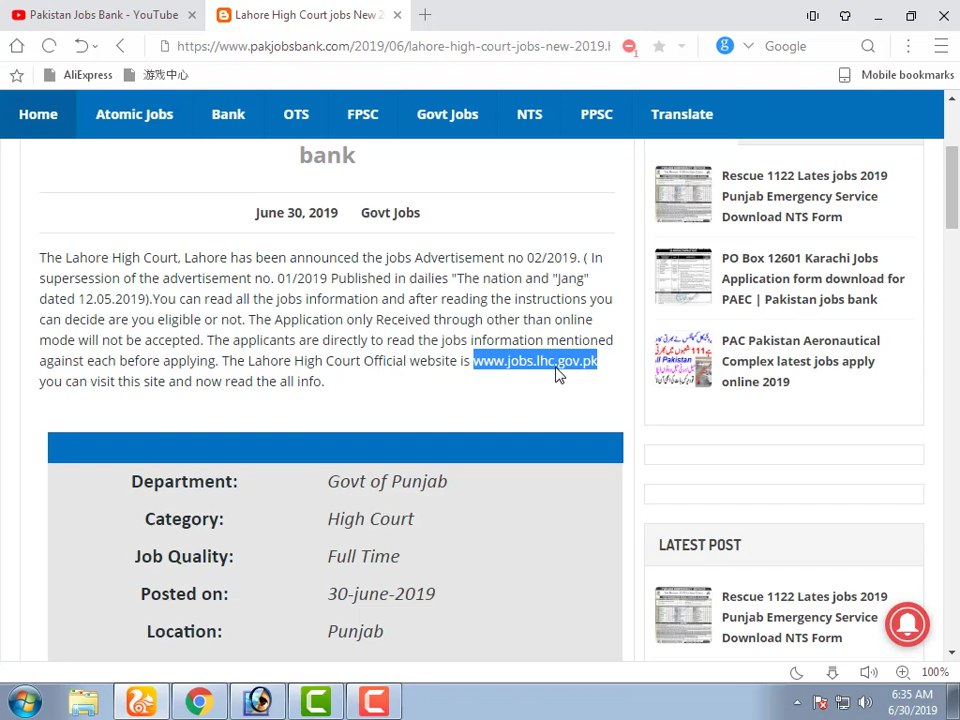 Pakistan Jobs Bank - YouTube
Lahore High Court jobs New 2
https://www.pakjobsbank.com/2019/06/lahore-high-court-jobs-new-2019.h
1
g
Google
AliExpress
游戏中心
Mobile bookmarks
Home
Atomic Jobs
Bank
OTS
FPSC
Govt Jobs
NTS
PPSC
Translate
bank
June 30, 2019
Govt Jobs
The Lahore High Court, Lahore has been announced the jobs Advertisement no 02/2019. ( In
supersession of the advertisement no. 01/2019 Published in dailies "The nation and "Jang"
dated 12.05.2019).You can read all the jobs information and after reading the instructions you
can decide are you eligible or not. The Application only Received through other than online
mode will not be accepted. The applicants are directly to read the jobs information mentioned
against each before applying. The Lahore High Court Official website is www.jobs.lhc.gov.pk
you can visit this site and now read the all info.
Department: Govt of Punjab
Category: High Court
Job Quality: Full Time
Posted on: 30-june-2019
Location: Punjab
Rescue 1122 Lates jobs 2019
Punjab Emergency Service
Download NTS Form
PO Box 12601 Karachi Jobs
Application form download for
PAEC | Pakistan jobs bank
PAC Pakistan Aeronautical
Complex latest jobs apply
online 2019
LATEST POST
Rescue 1122 Lates jobs 2019
Punjab Emergency Service
Download NTS Form
100%
6:35 AM
6/30/2019